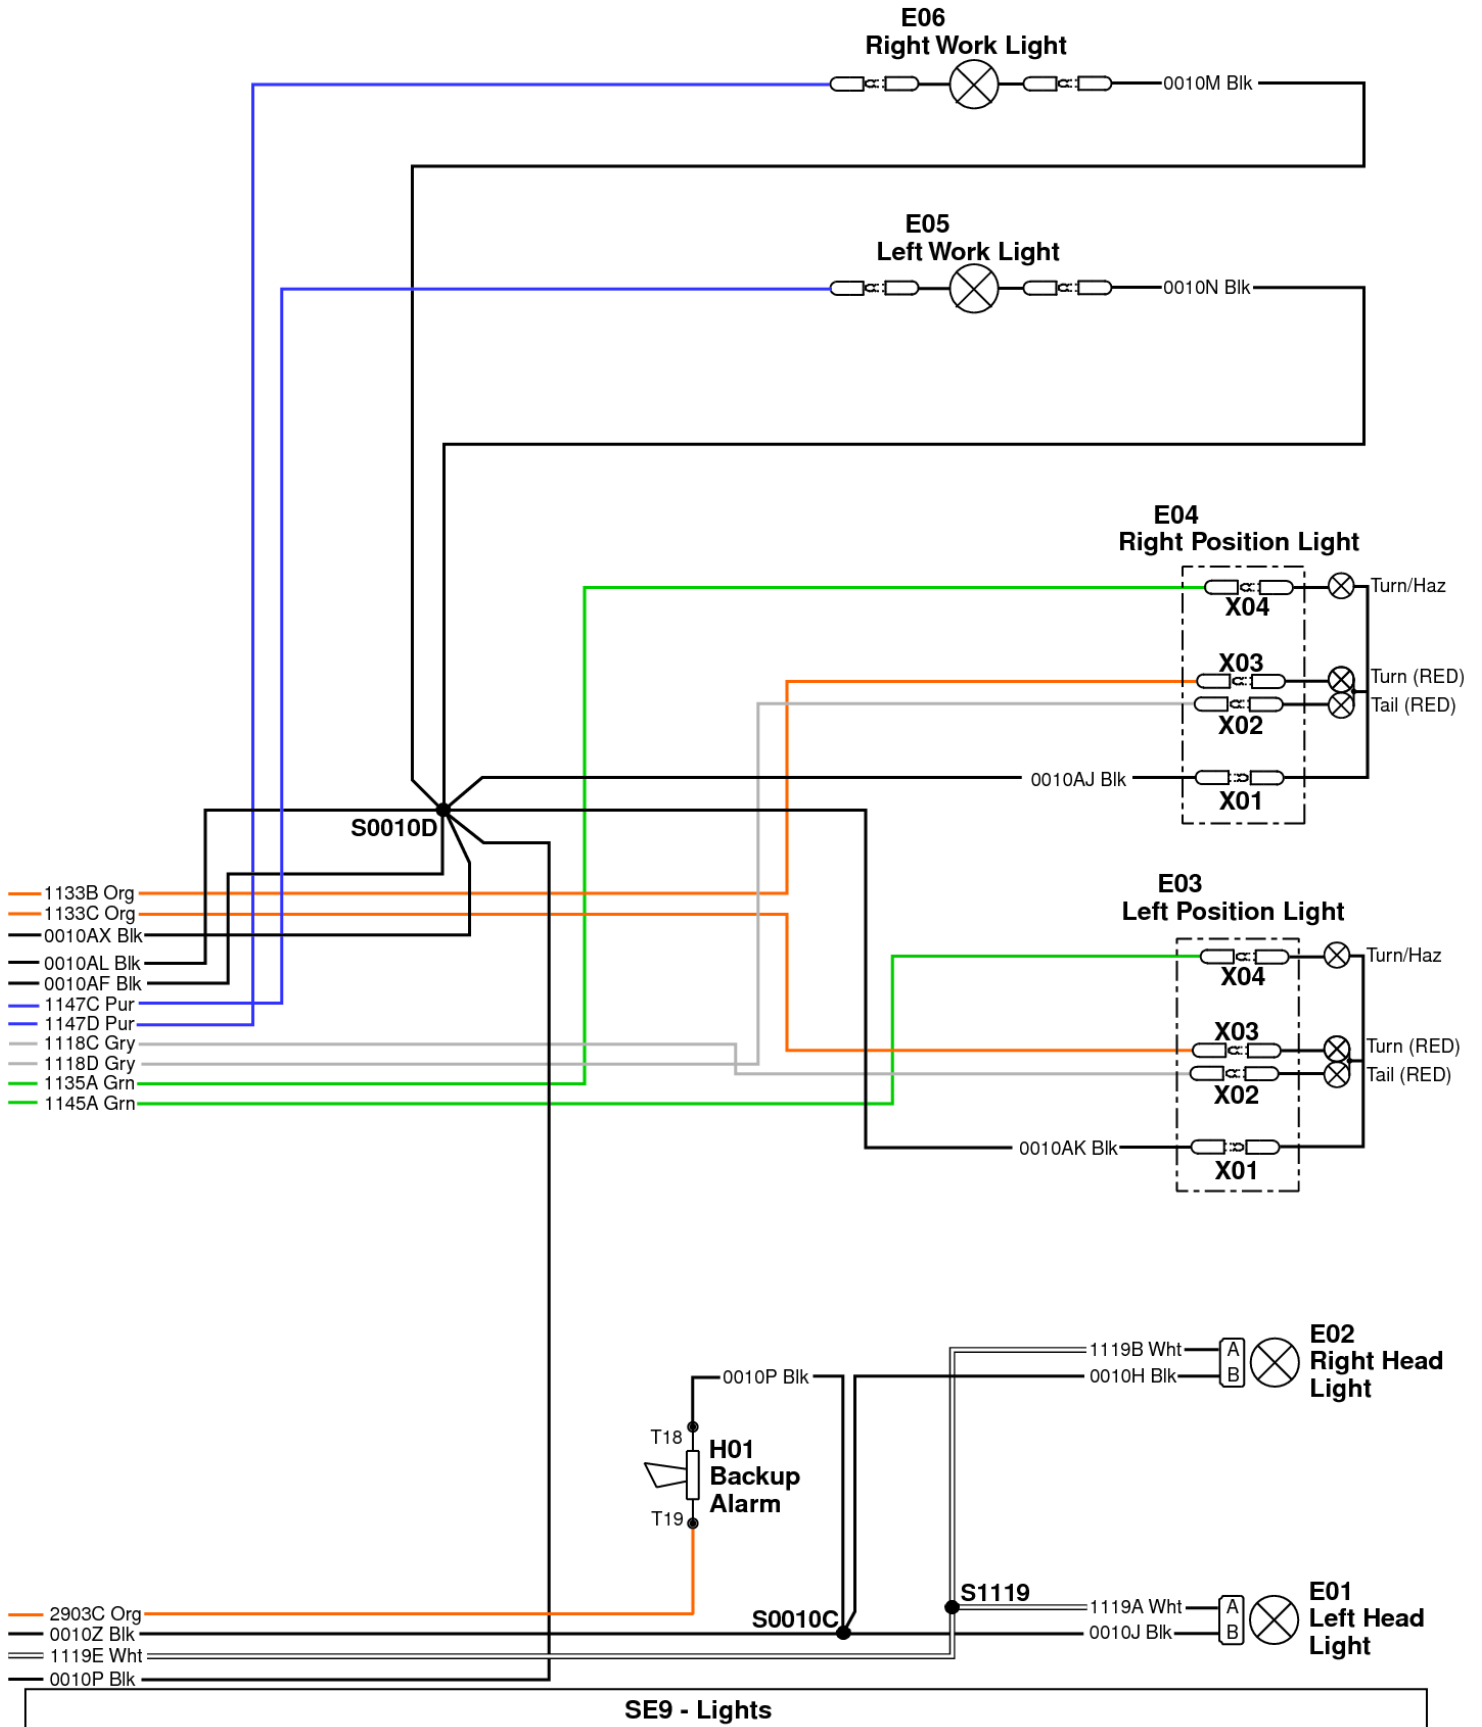 E06
Right Work Light
0010M Blk
E05
Left Work Light
0010N Blk
E04
Right Position Light
Turn/Haz
X04
X03
Turn (RED)
Tail (RED)
X02
0010AJ Blk
X01
S0010D
1133B Org
1133C Org
0010AX Blk
0010AL Blk
0010AF Blk
1147C Pur
1147D Pur
1118C Gry
1118D Gry
1135A Grn
1145A Grn
E03
Left Position Light
Turn/Haz
X04
X03
Turn (RED)
Tail (RED)
X02
0010AK Blk
X01
1119B Wht
A
0010H Blk
B
E02
Right Head
Light
0010P Blk
T18
H01
Backup
Alarm
T19
S1119
S0010C
1119A Wht
A
0010J Blk
B
E01
Left Head
Light
2903C Org
0010Z Blk
1119E Wht
0010P Blk
SE9 - Lights